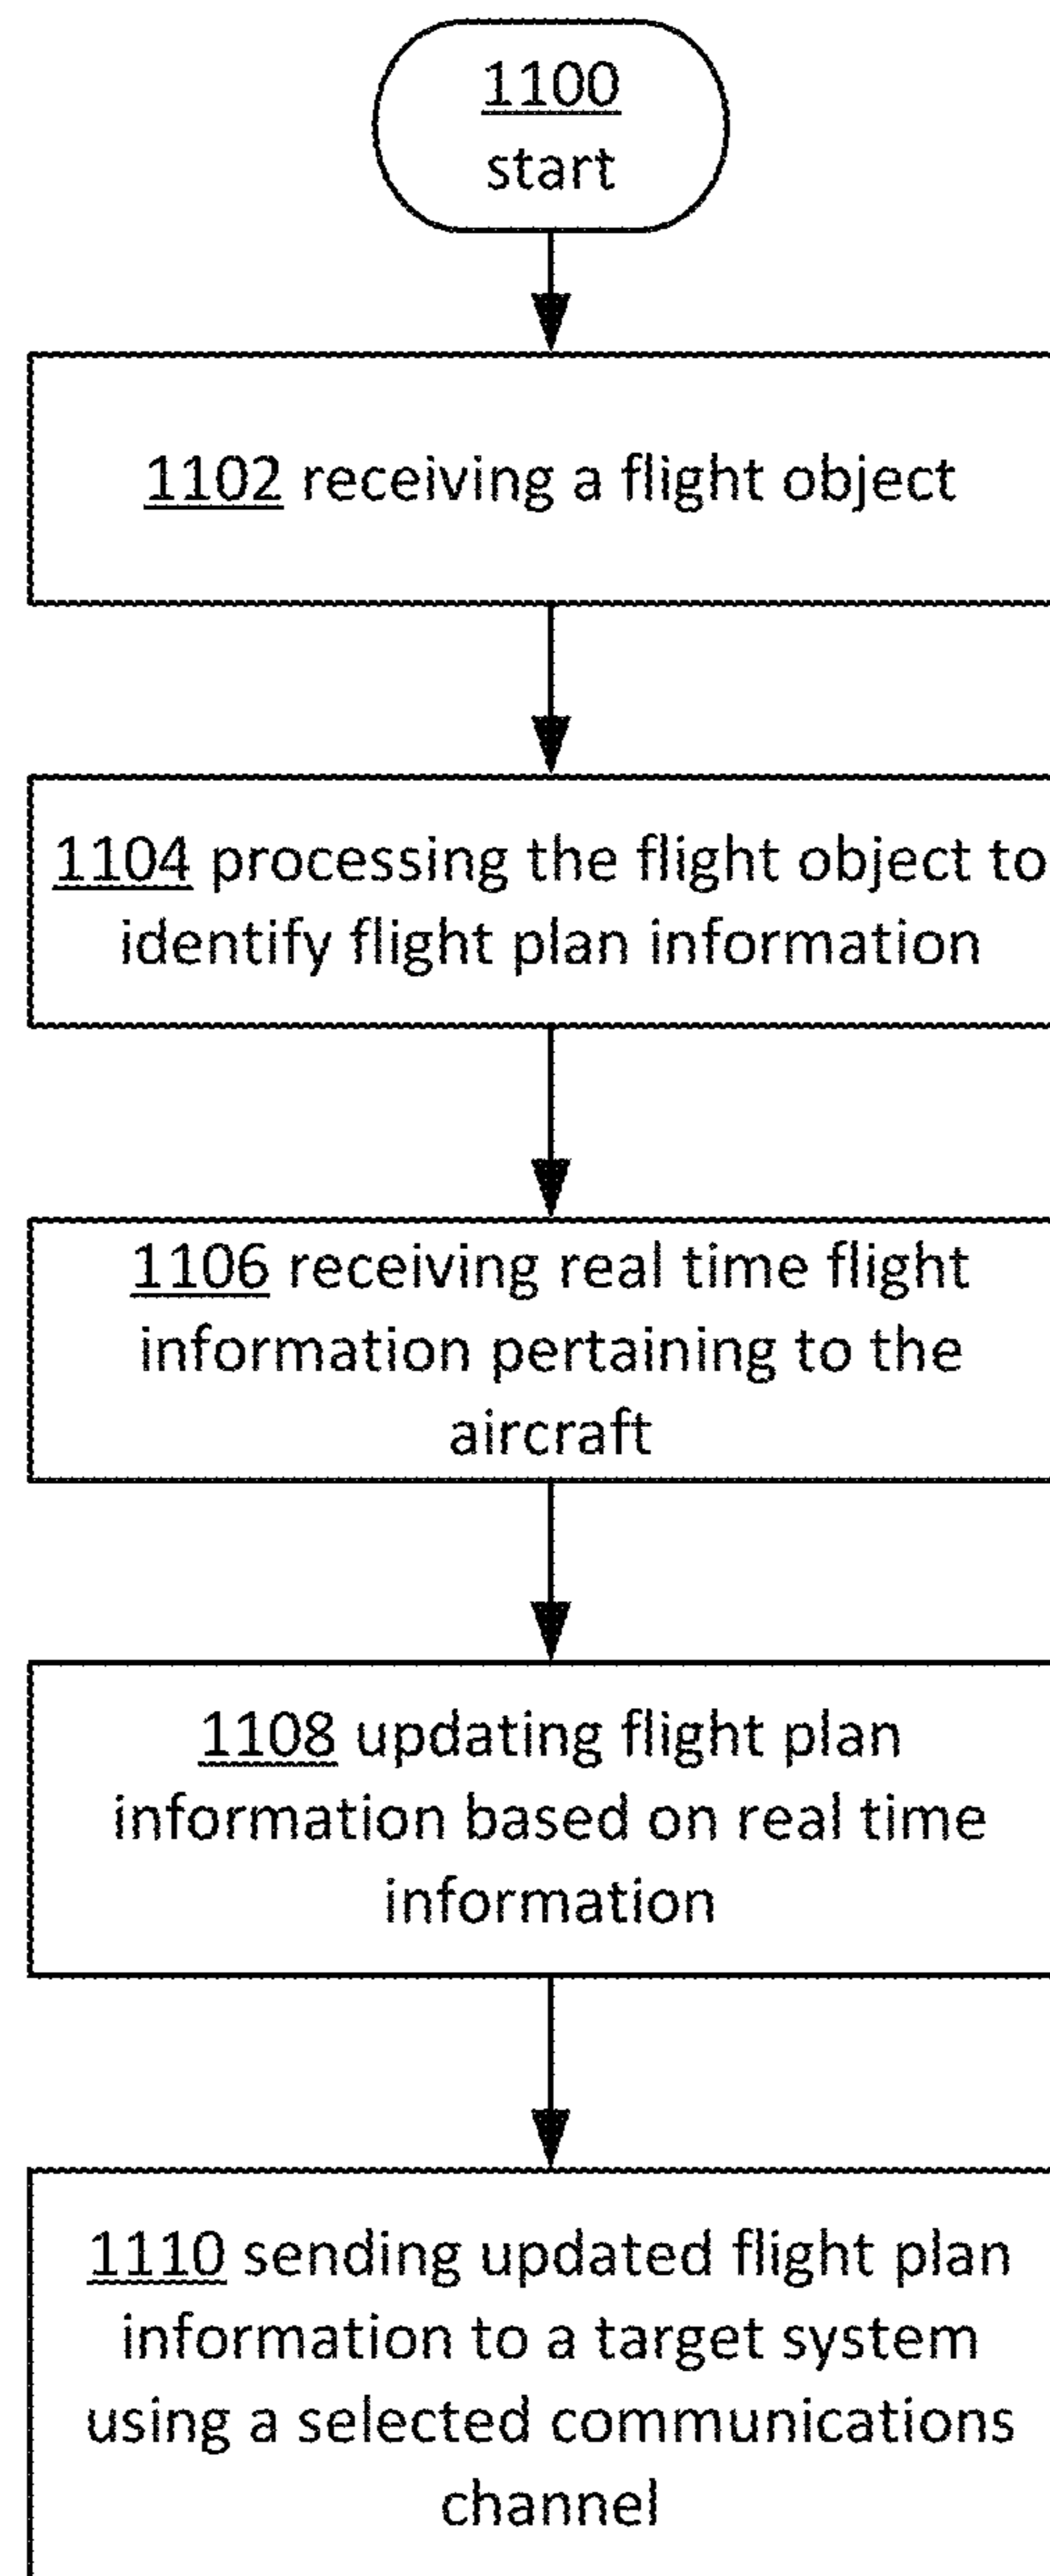 1100
start
1102 receiving a flight object
1104 processing the flight object to
identify flight plan information
1106 receiving real time flight
information pertaining to the
aircraft
1108 updating flight plan
information based on real time
information
1110 sending updated flight plan
information to a target system
using a selected communications
channel